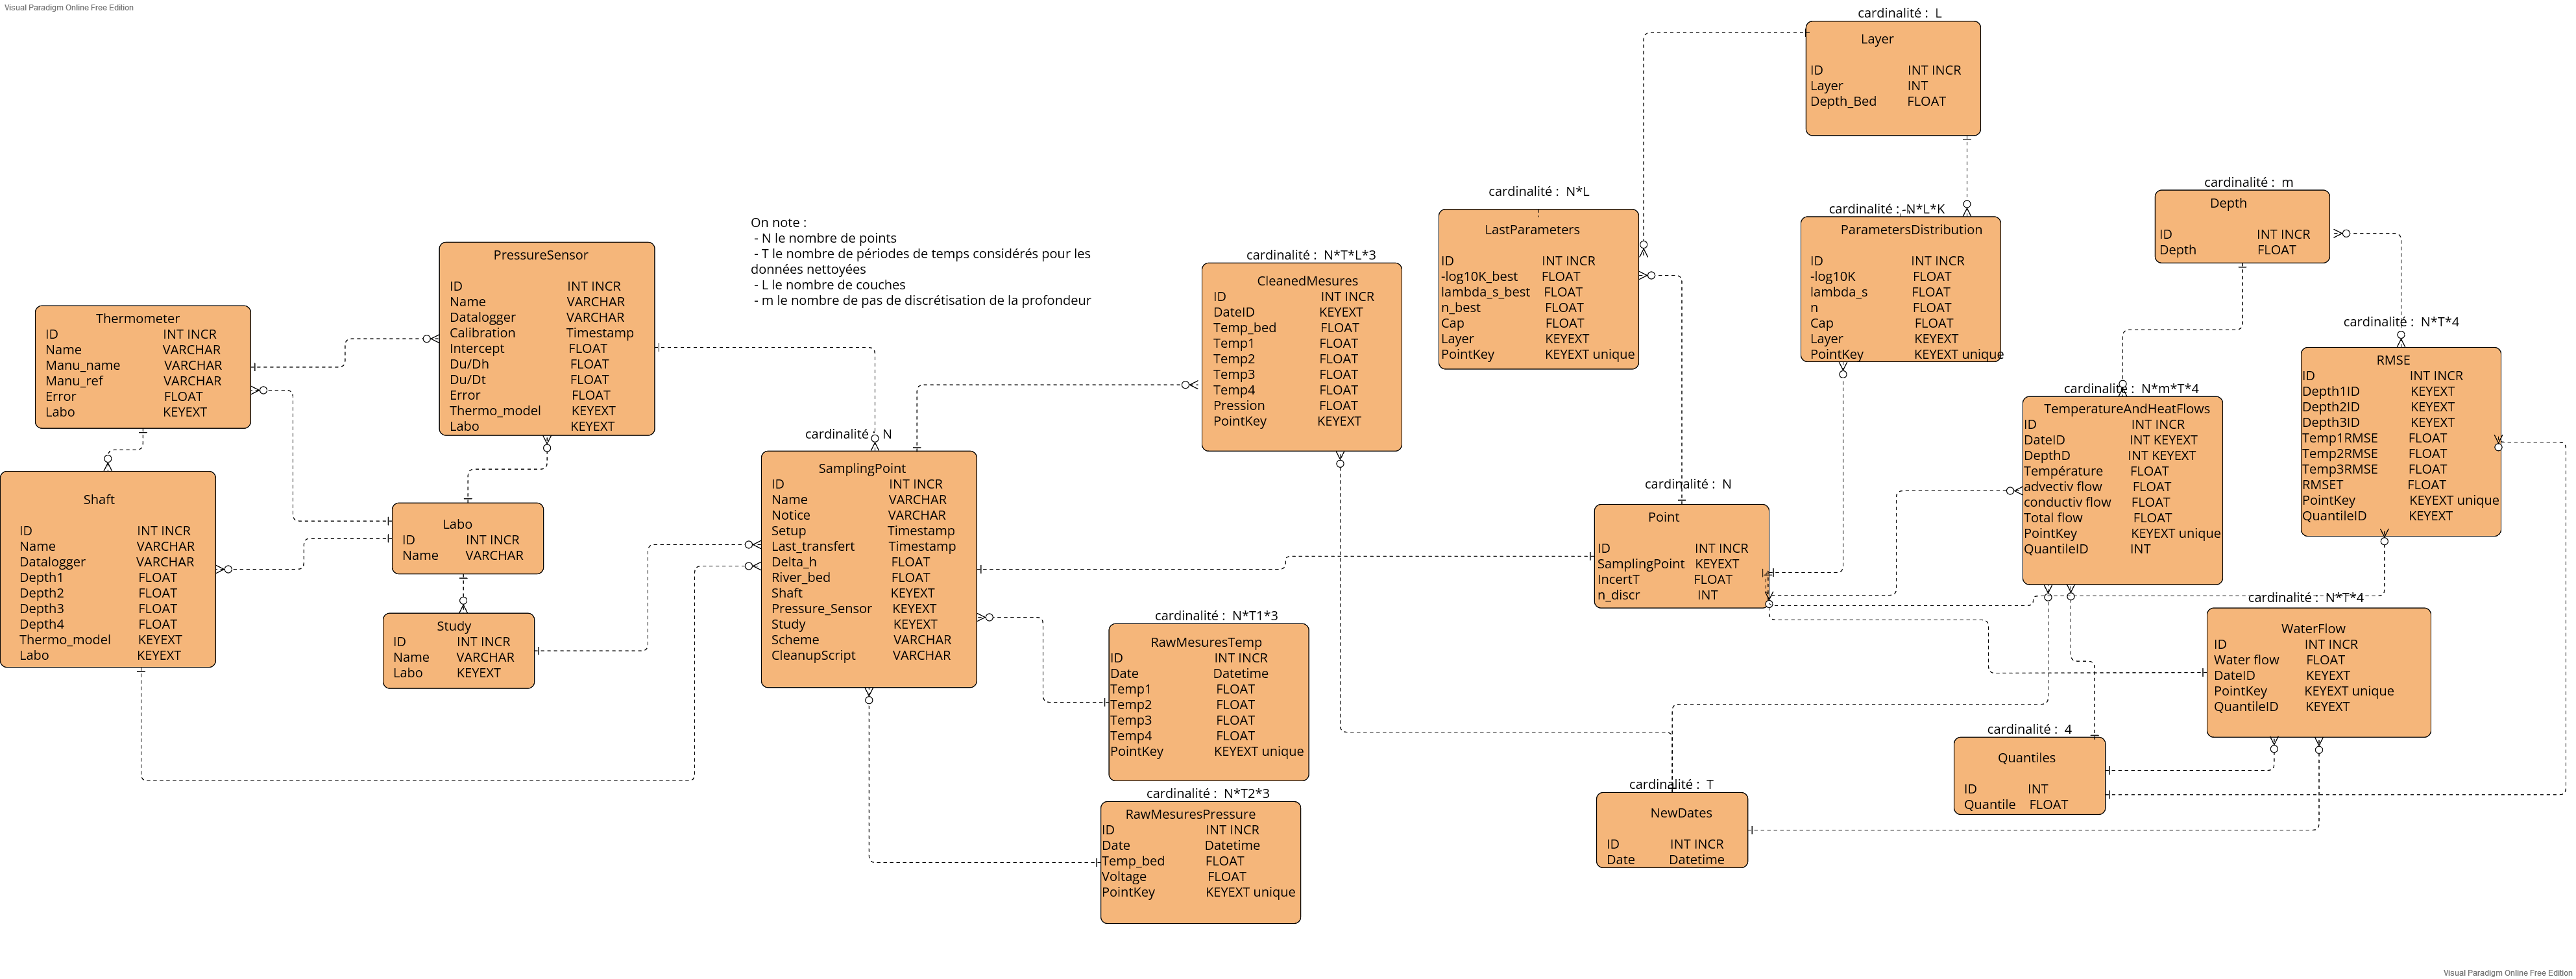 Visual Paradigm Online Free Edition
cardinalité : L
Layer
ID INT INCR
Layer INT
Depth_Bed FLOAT
cardinalité : N*L
LastParameters
ID INT INCR
-log10K_best FLOAT
lambda_s_best FLOAT
n_best FLOAT
Cap FLOAT
Layer KEYEXT
PointKey KEYEXT unique
cardinalité : N*L*K
ParametersDistribution
ID INT INCR
-log10K FLOAT
lambda_s FLOAT
n FLOAT
Cap FLOAT
Layer KEYEXT
PointKey KEYEXT unique
cardinalité : m
Depth
ID INT INCR
Depth FLOAT
On note :
- N le nombre de points
- T le nombre de périodes de temps considérés pour les
données nettoyées
- L le nombre de couches
- m le nombre de pas de discrétisation de la profondeur
PressureSensor
ID INT INCR
Name VARCHAR
Datalogger VARCHAR
Calibration Timestamp
Intercept FLOAT
Du/Dh FLOAT
Du/Dt FLOAT
Error FLOAT
Thermo_model KEYEXT
Labo KEYEXT
cardinalité : N*T*L*3
CleanedMesures
ID INT INCR
DateID KEYEXT
Temp_bed FLOAT
Temp1 FLOAT
Temp2 FLOAT
Temp3 FLOAT
Temp4 FLOAT
Pression FLOAT
PointKey KEYEXT
Thermometer
ID INT INCR
Name VARCHAR
Manu_name VARCHAR
Manu_ref VARCHAR
Error FLOAT
Labo KEYEXT
cardinalité : N*T*4
RMSE
ID INT INCR
Depth1ID KEYEXT
Depth2ID KEYEXT
Depth3ID KEYEXT
Temp1RMSE FLOAT
Temp2RMSE FLOAT
Temp3RMSE FLOAT
RMSET FLOAT
PointKey KEYEXT unique
QuantileID KEYEXT
cardinalité : N*m*T*4
TemperatureAndHeatFlows
ID INT INCR
DateID INT KEYEXT
DepthD INT KEYEXT
Température FLOAT
advectiv flow FLOAT
conductiv flow FLOAT
Total flow FLOAT
PointKey KEYEXT unique
QuantileID INT
cardinalité N
SamplingPoint
ID INT INCR
Name VARCHAR
Notice VARCHAR
Setup Timestamp
Last_transfert Timestamp
Delta_h FLOAT
River_bed FLOAT
Shaft KEYEXT
Pressure_Sensor KEYEXT
Study KEYEXT
Scheme VARCHAR
CleanupScript VARCHAR
Shaft
ID INT INCR
Name VARCHAR
Datalogger VARCHAR
Depth1 FLOAT
Depth2 FLOAT
Depth3 FLOAT
Depth4 FLOAT
Thermo_model KEYEXT
Labo KEYEXT
Labo
ID INT INCR
Name VARCHAR
Study
ID INT INCR
Name VARCHAR
Labo KEYEXT
cardinalité : N
Point
ID INT INCR
SamplingPoint KEYEXT
IncertT FLOAT
n_discr INT
cardinalité : N*T1*3
RawMesuresTemp
ID INT INCR
Date Datetime
Temp1 FLOAT
Temp2 FLOAT
Temp3 FLOAT
Temp4 FLOAT
PointKey KEYEXT unique
cardinalité : N*T*4
WaterFlow
ID INT INCR
Water flow FLOAT
DateID KEYEXT
PointKey KEYEXT unique
QuantileID KEYEXT
cardinalité : 4
Quantiles
ID INT
Quantile FLOAT
cardinalité : N*T2*3
RawMesuresPressure
ID INT INCR
Date Datetime
Temp_bed FLOAT
Voltage FLOAT
PointKey KEYEXT unique
cardinalité : T
NewDates
ID INT INCR
Date Datetime
Visual Paradigm Online Free Edition